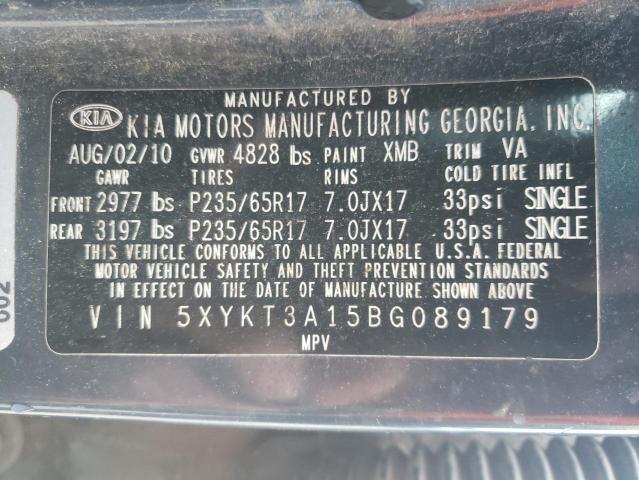 MANUFACTURED BY
KIA KIA MOTORS MANUFACTURING GEORGIA, INC.
AUG/02/10 GVWR 4828 lbs PAINT XMB TRIM VA
GAWR TIRES RIMS COLD TIRE INFL
FRONT 2977 lbs P235/65R17 7.0JX17 33psi SINGLE
REAR 3197 lbs P235/65R17 7.0JX17 33psi SINGLE
THIS VEHICLE CONFORMS TO ALL APPLICABLE U.S.A. FEDERAL
MOTOR VEHICLE SAFETY AND THEFT PREVENTION STANDARDS
IN EFFECT ON THE DATE OF MANUFACTURE SHOWN ABOVE.
VIN 5XYKT3A15BG089179
MPV
002